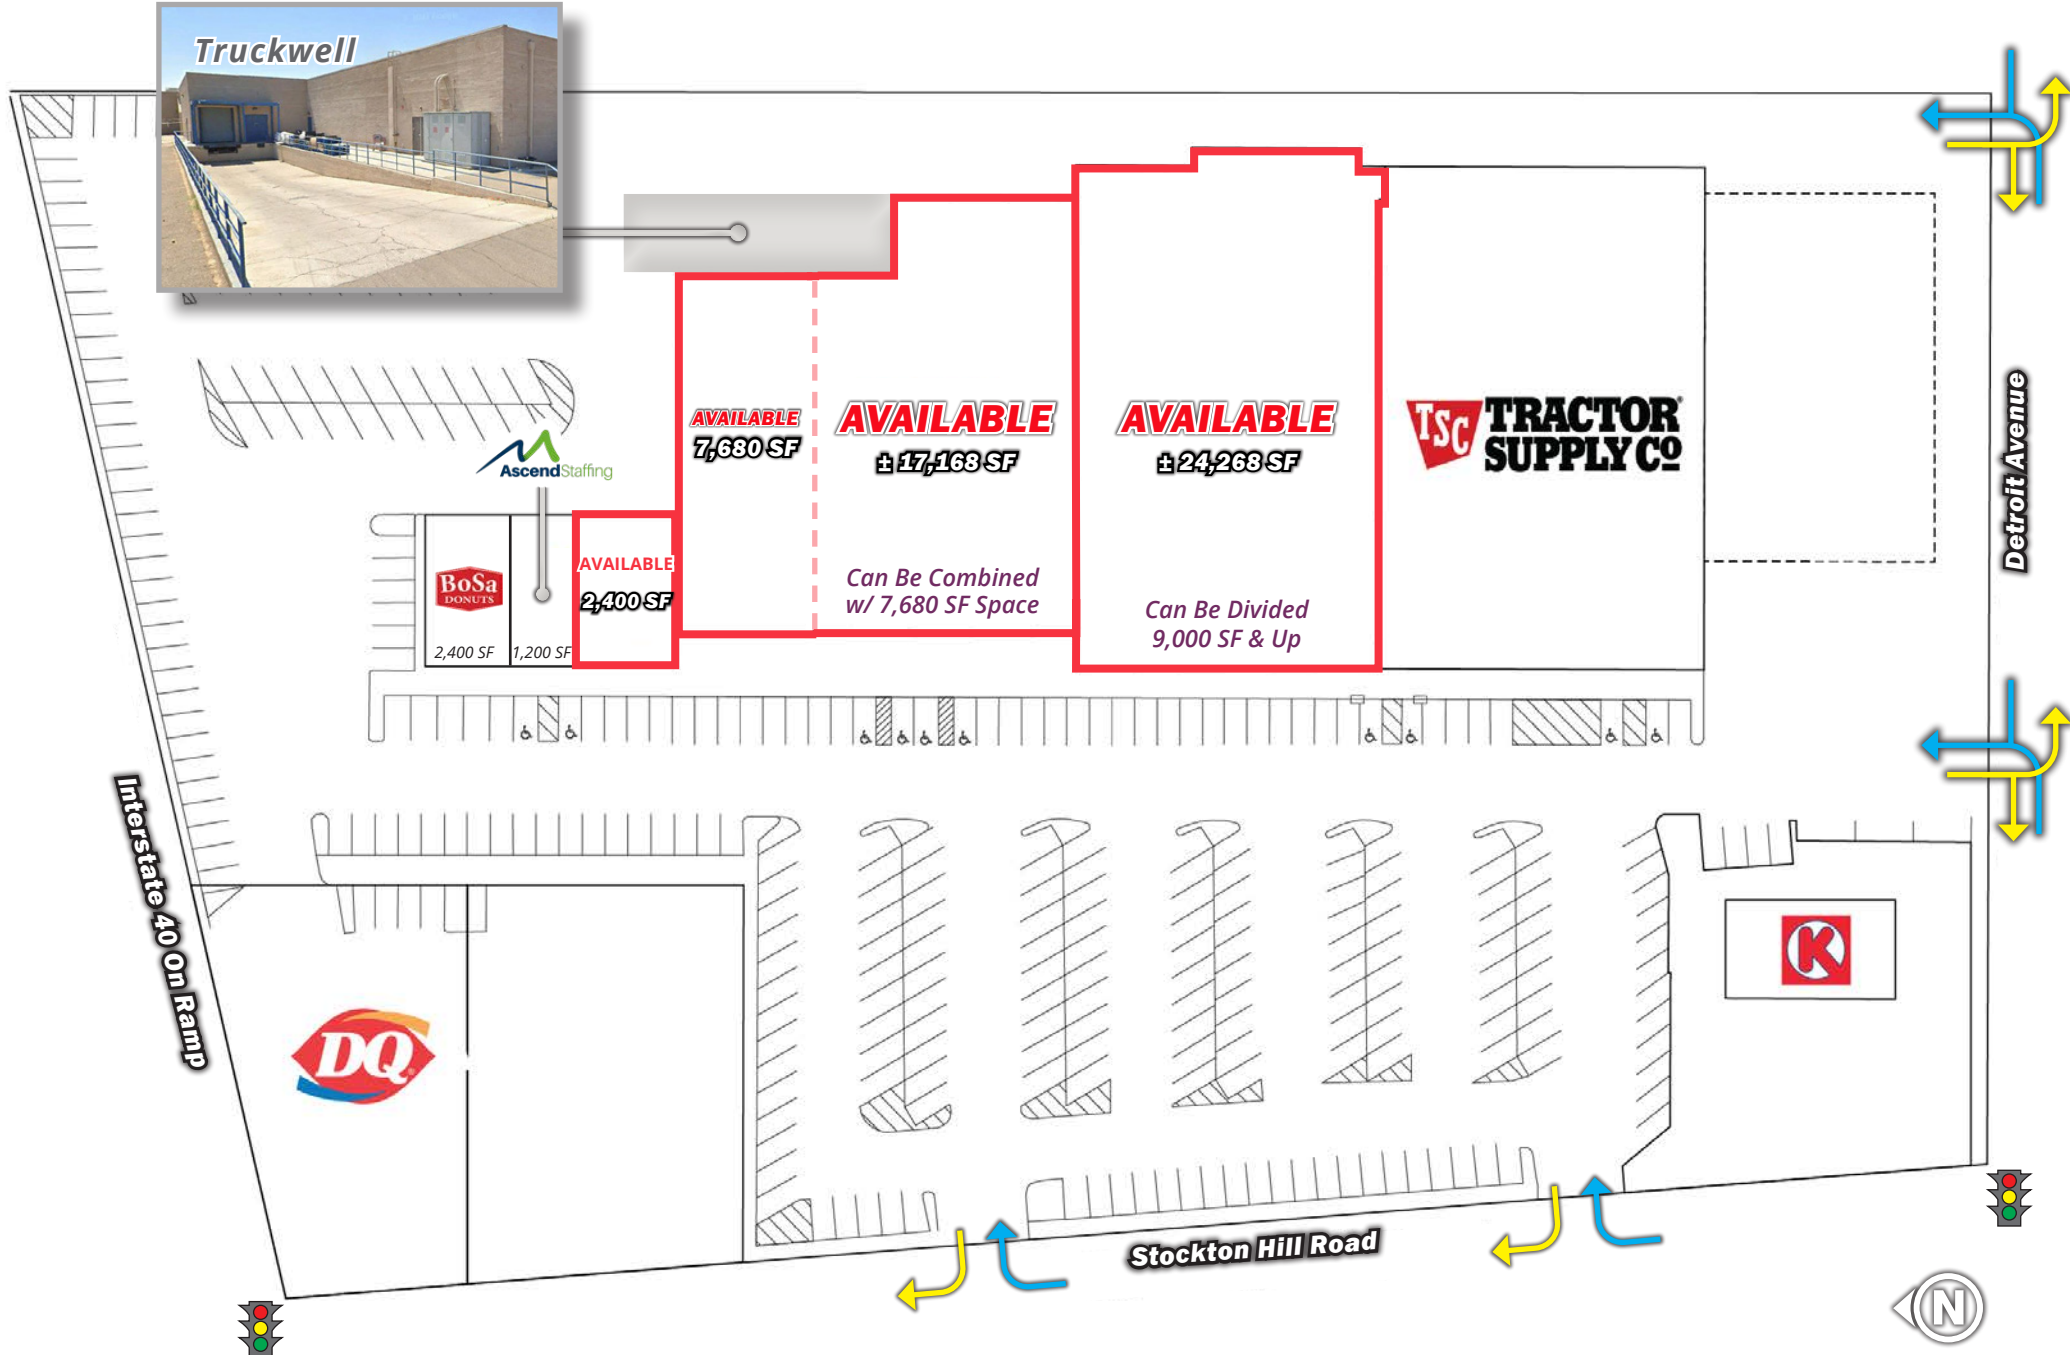 Truckwell
AscendStaffing
AVAILABLE
7,680 SF
AVAILABLE
± 17,168 SF
AVAILABLE
± 24,268 SF
TSC TRACTOR
SUPPLY CO
Detroit Avenue
BoSa
DONUTS
2,400 SF
1,200 SF
AVAILABLE
2,400 SF
Can Be Combined
w/ 7,680 SF Space
Can Be Divided
9,000 SF & Up
Interstate 40 On Ramp
DQ
K
Stockton Hill Road
N